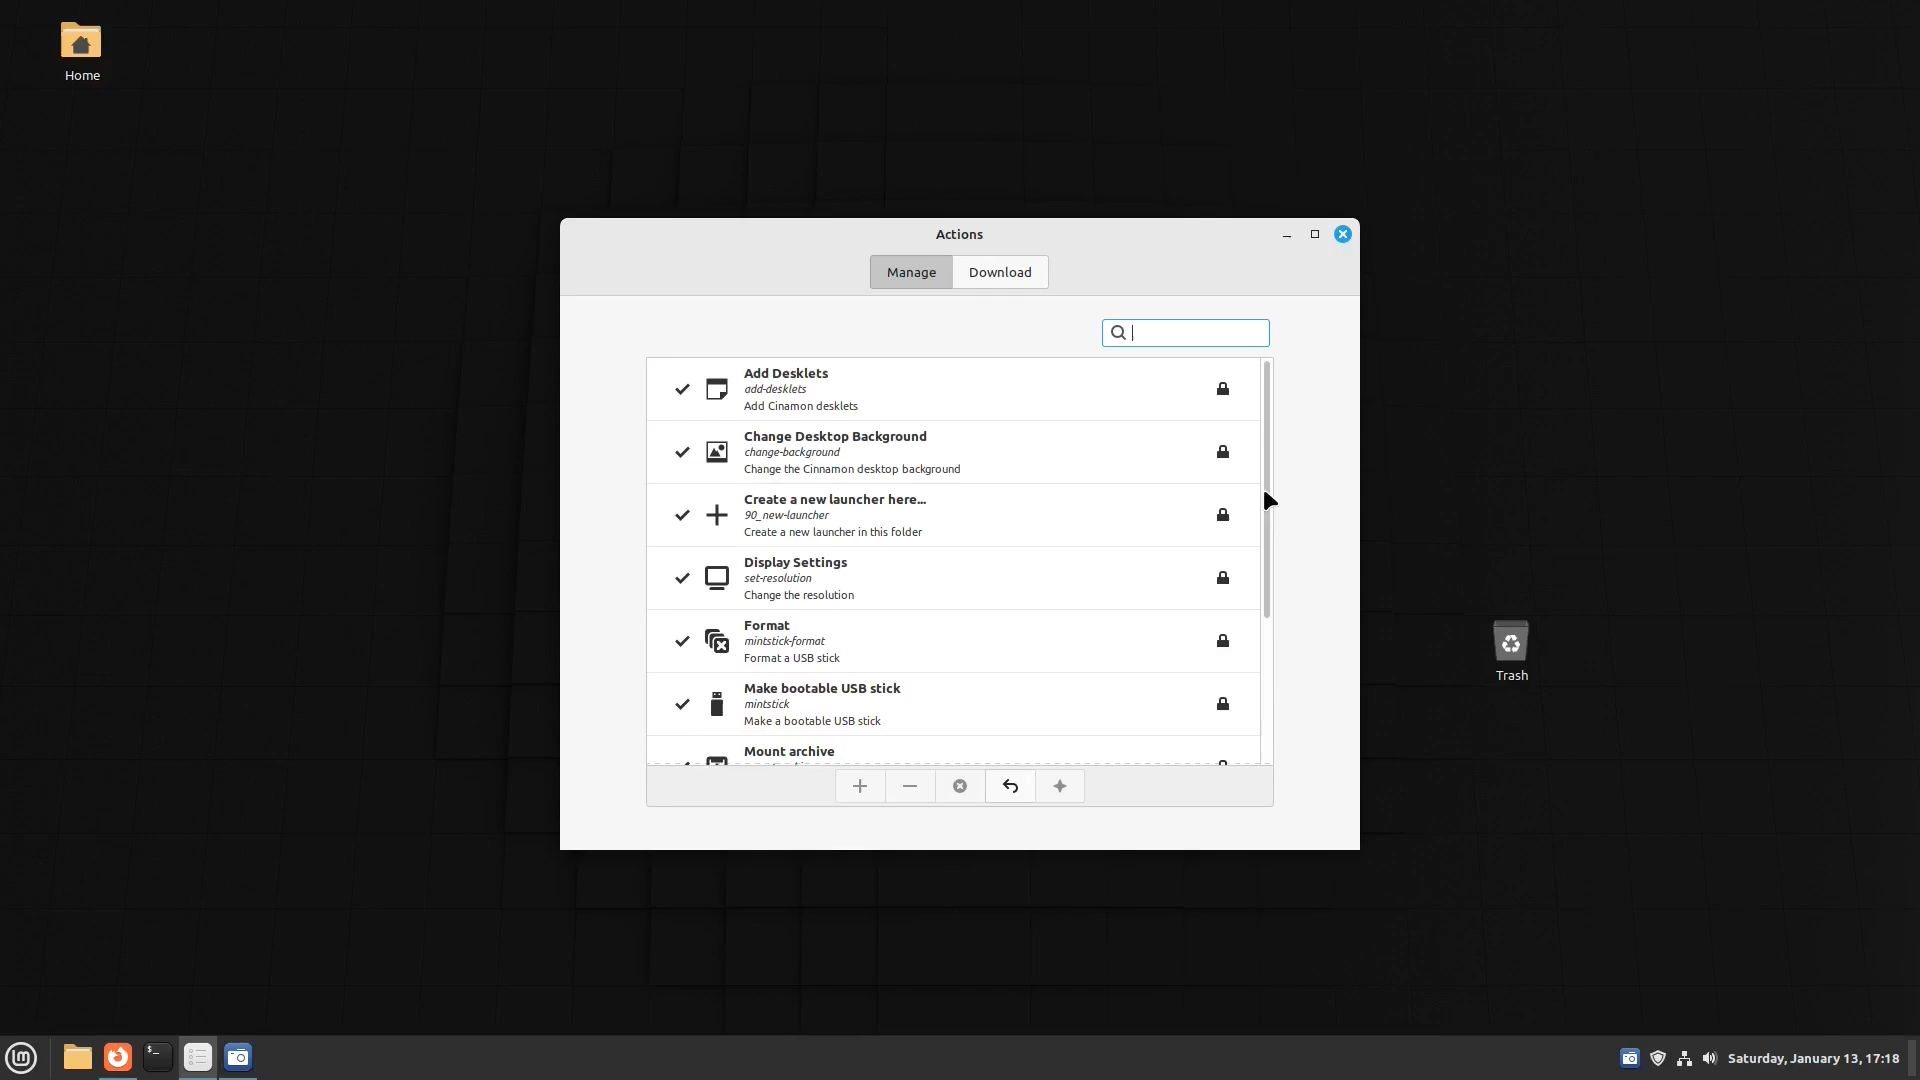 Home
Actions
Manage
Download
Add Desklets
add-desklets
Add Cinamon desklets
Change Desktop Background
change-background
Change the Cinnamon desktop background
Create a new launcher here...
90_new-launcher
Create a new launcher in this folder
Display Settings
set-resolution
Change the resolution
Format
mintstick-format
Format a USB stick
Make bootable USB stick
mintstick
Make a bootable USB stick
Mount archive
Trash
Saturday, January 13, 17:18